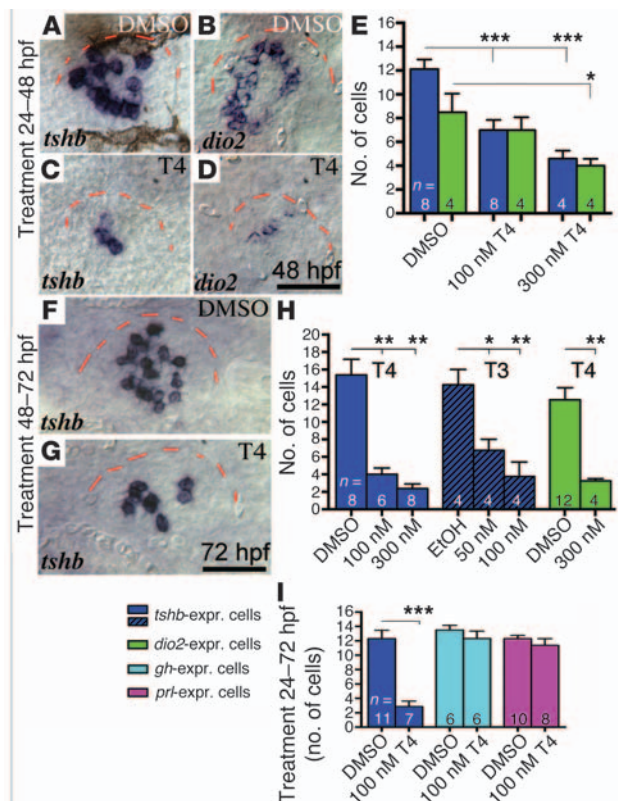 Treatment 24–48 hpf
A
DMSO
tshb
B
DMSO
dio2
C
T4
tshb
D
T4
dio2
48 hpf
E
No. of cells
16
14
12
10
8
6
4
2
0
***
***
*
n =
8
4
8
4
4
4
DMSO
100 nM T4
300 nM T4
Treatment 48–72 hpf
F
DMSO
tshb
G
T4
tshb
72 hpf
H
No. of cells
20
18
16
14
12
10
8
6
4
2
0
**
**
T4
*
**
T3
**
T4
n =
8
6
8
4
4
4
12
4
DMSO
100 nM
300 nM
EtOH
50 nM
100 nM
DMSO
300 nM
tshb-expr. cells
dio2-expr. cells
gh-expr. cells
prl-expr. cells
I
Treatment 24–72 hpf
(no. of cells)
16
14
12
10
8
6
4
2
0
***
n =
11
7
6
6
10
8
DMSO
100 nM T4
DMSO
100 nM T4
DMSO
100 nM T4